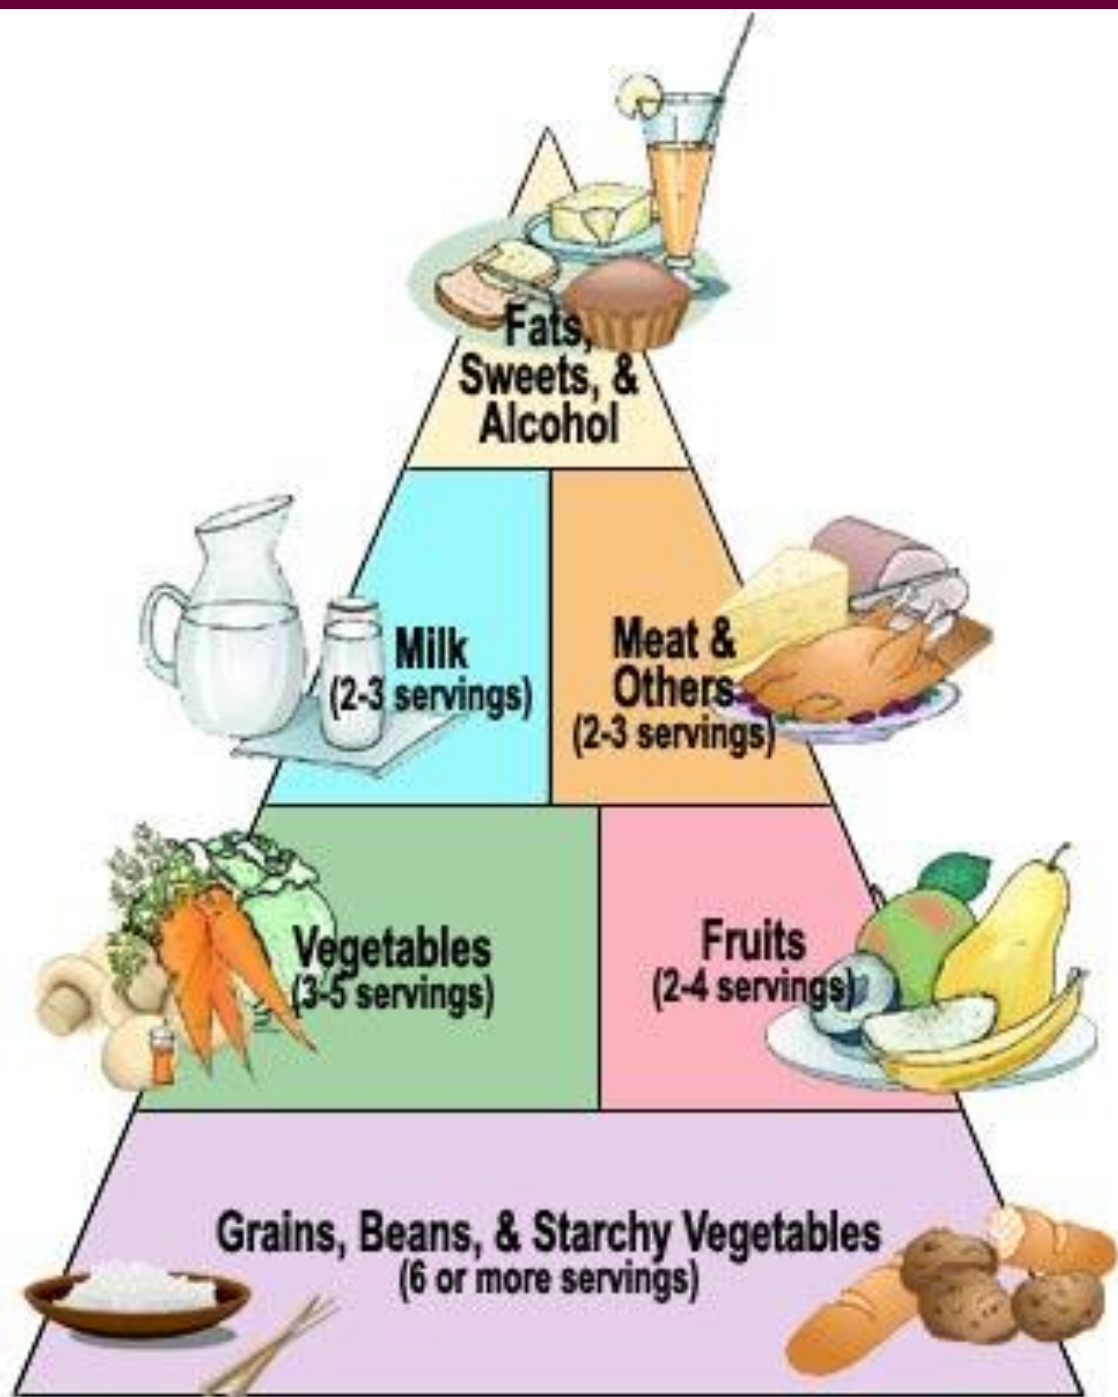 Fats,
Sweets, &
Alcohol
Milk
(2-3 servings)
Meat &
Others
(2-3 servings)
Vegetables
(3-5 servings)
Fruits
(2-4 servings)
Grains, Beans, & Starchy Vegetables
(6 or more servings)